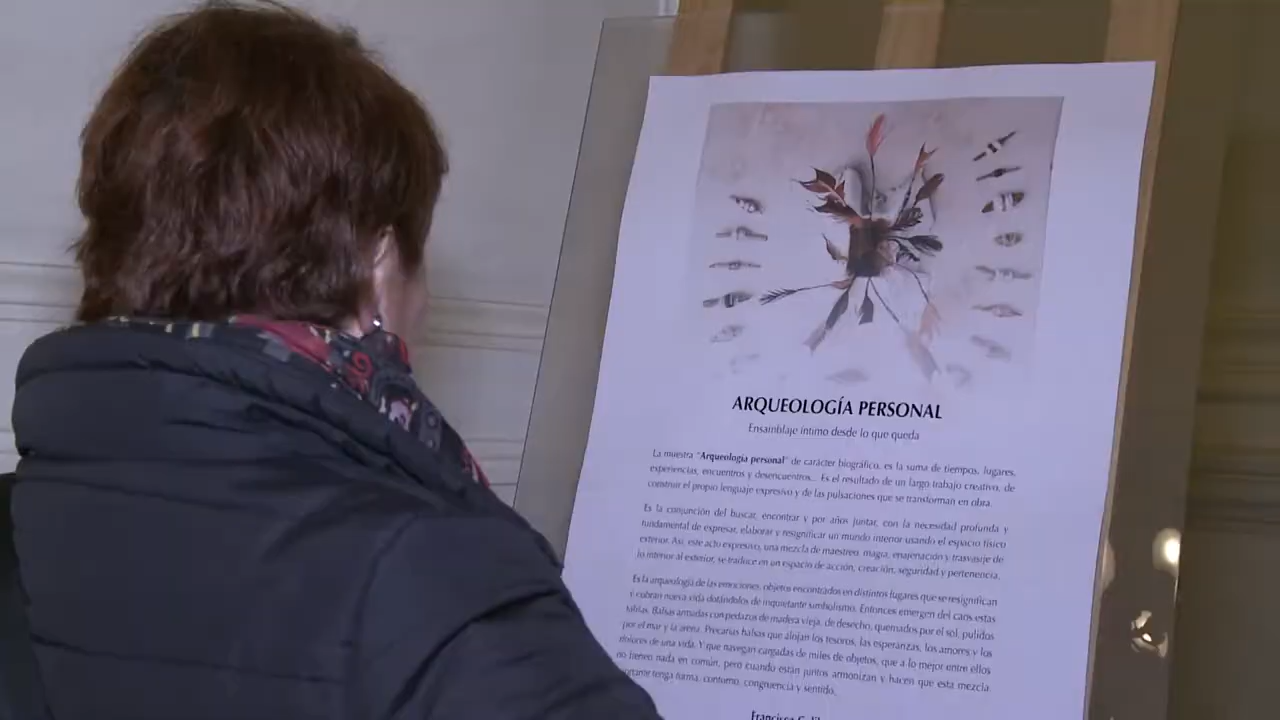 ARQUEOLOGÍA PERSONAL
Ensamblaje íntimo desde lo que queda
La muestra "Arqueología personal" de carácter biográfico, es la suma de tiempos, lugares,
experiencias, encuentros y desencuentros... Es el resultado de un largo trabajo creativo, de
construir el propio lenguaje expresivo y de las pulsaciones que se transforman en obra.
Es la conjunción del buscar, encontrar y por años juntar, con la necesidad profunda y
fundamental de expresar, elaborar y resignificar un mundo interior usando el espacio físico
exterior. Así, este acto expresivo, una mezcla de maestreo, magia, enajenación y trasvasije de
lo interior al exterior, se traduce en un espacio de acción, creación, seguridad y pertenencia.
Es la arqueología de las emociones, objetos encontrados en distintos lugares que se resignifican
y cobran nueva vida dotándolos de inquietante simbolismo. Entonces emergen del caos estas
balsas. Balsas armadas con pedazos de madera vieja, de desecho, quemados por el sol, pulidos
por el mar y la arena. Precarias balsas que alojan los tesoros, las esperanzas, los amores y los
dolores de una vida. Y que navegan cargadas de miles de objetos, que a lo mejor entre ellos
no tienen nada en común, pero cuando están juntos armonizan y hacen que esta mezcla
tenga forma, contorno, congruencia y sentido.